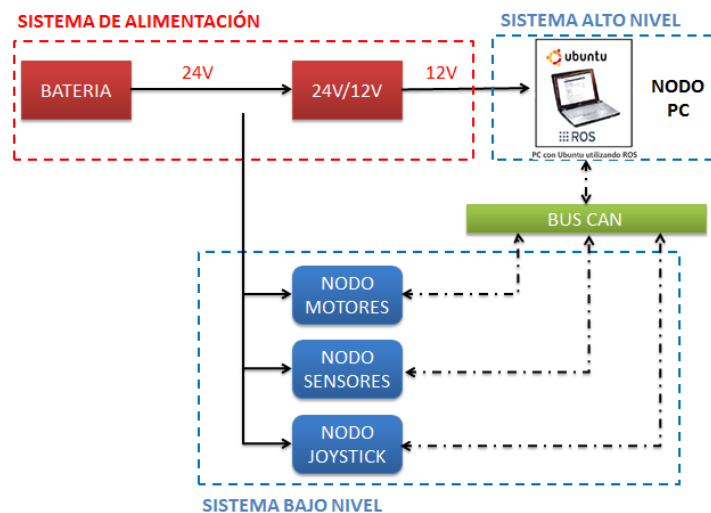 SISTEMA DE ALIMENTACIÓN
SISTEMA ALTO NIVEL
24V
12V
BATERIA
24V/12V
ubuntu
ROS
PC con Ubuntu utilizando ROS
NODO
PC
BUS CAN
NODO
MOTORES
NODO
SENSORES
NODO
JOYSTICK
SISTEMA BAJO NIVEL